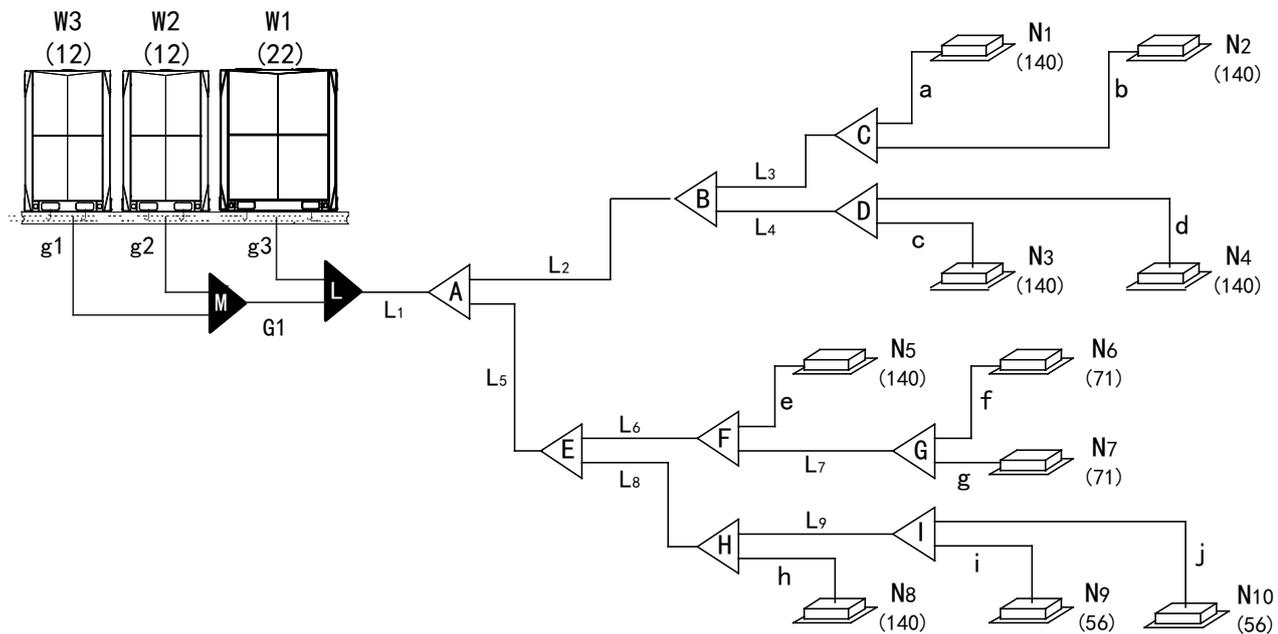 W3
(12)
W2
(12)
W1
(22)
g1
g2
g3
M
G1
L
L1
A
L2
B
L3
L4
C
a
N1
(140)
b
N2
(140)
D
c
N3
(140)
d
N4
(140)
L5
E
L6
L8
F
e
N5
(140)
L7
G
f
N6
(71)
g
N7
(71)
H
L9
h
N8
(140)
I
i
N9
(56)
j
N10
(56)